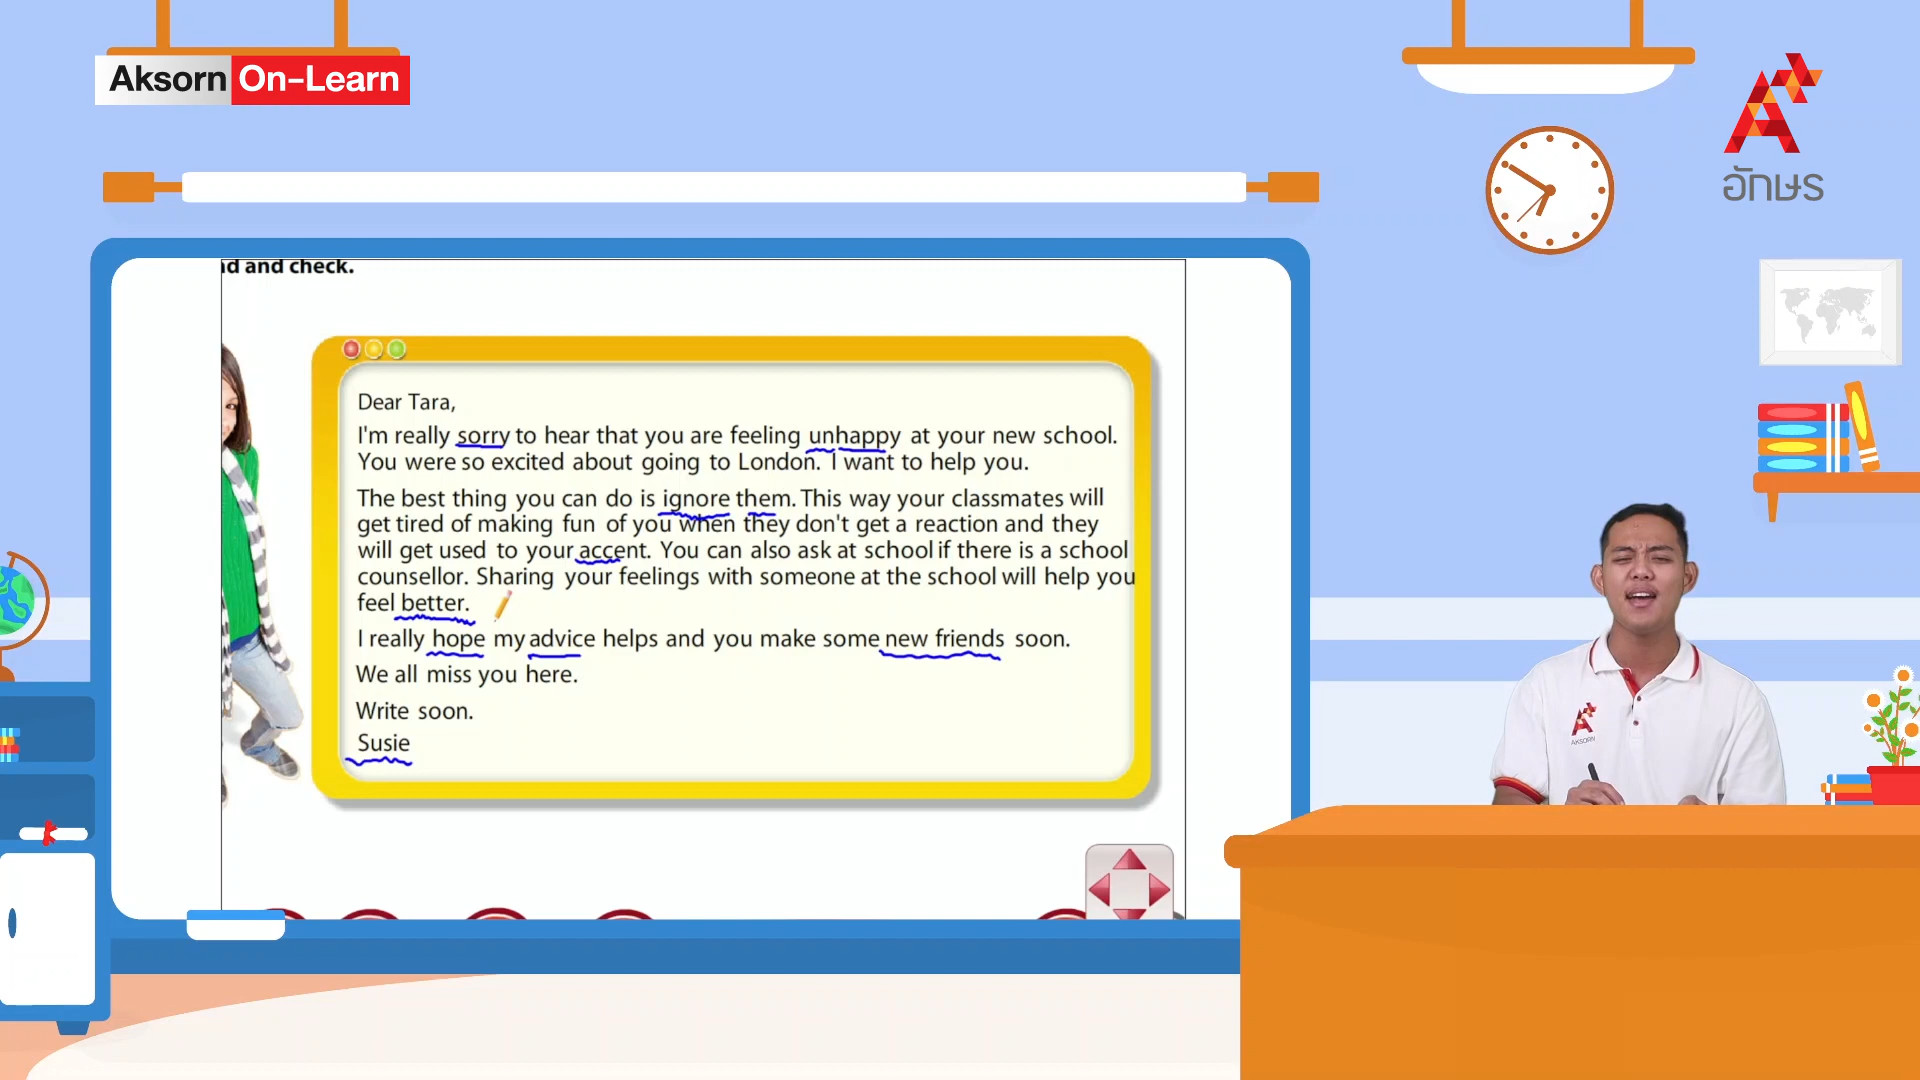 Aksorn On-Learn
อักษร
d and check.
Dear Tara,
I'm really sorry to hear that you are feeling unhappy at your new school.
You were so excited about going to London. I want to help you.
The best thing you can do is ignore them. This way your classmates will
get tired of making fun of you when they don't get a reaction and they
will get used to your accent. You can also ask at school if there is a school
counsellor. Sharing your feelings with someone at the school will help you
feel better.
I really hope my advice helps and you make some new friends soon.
We all miss you here.
Write soon.
Susie
AKSORN